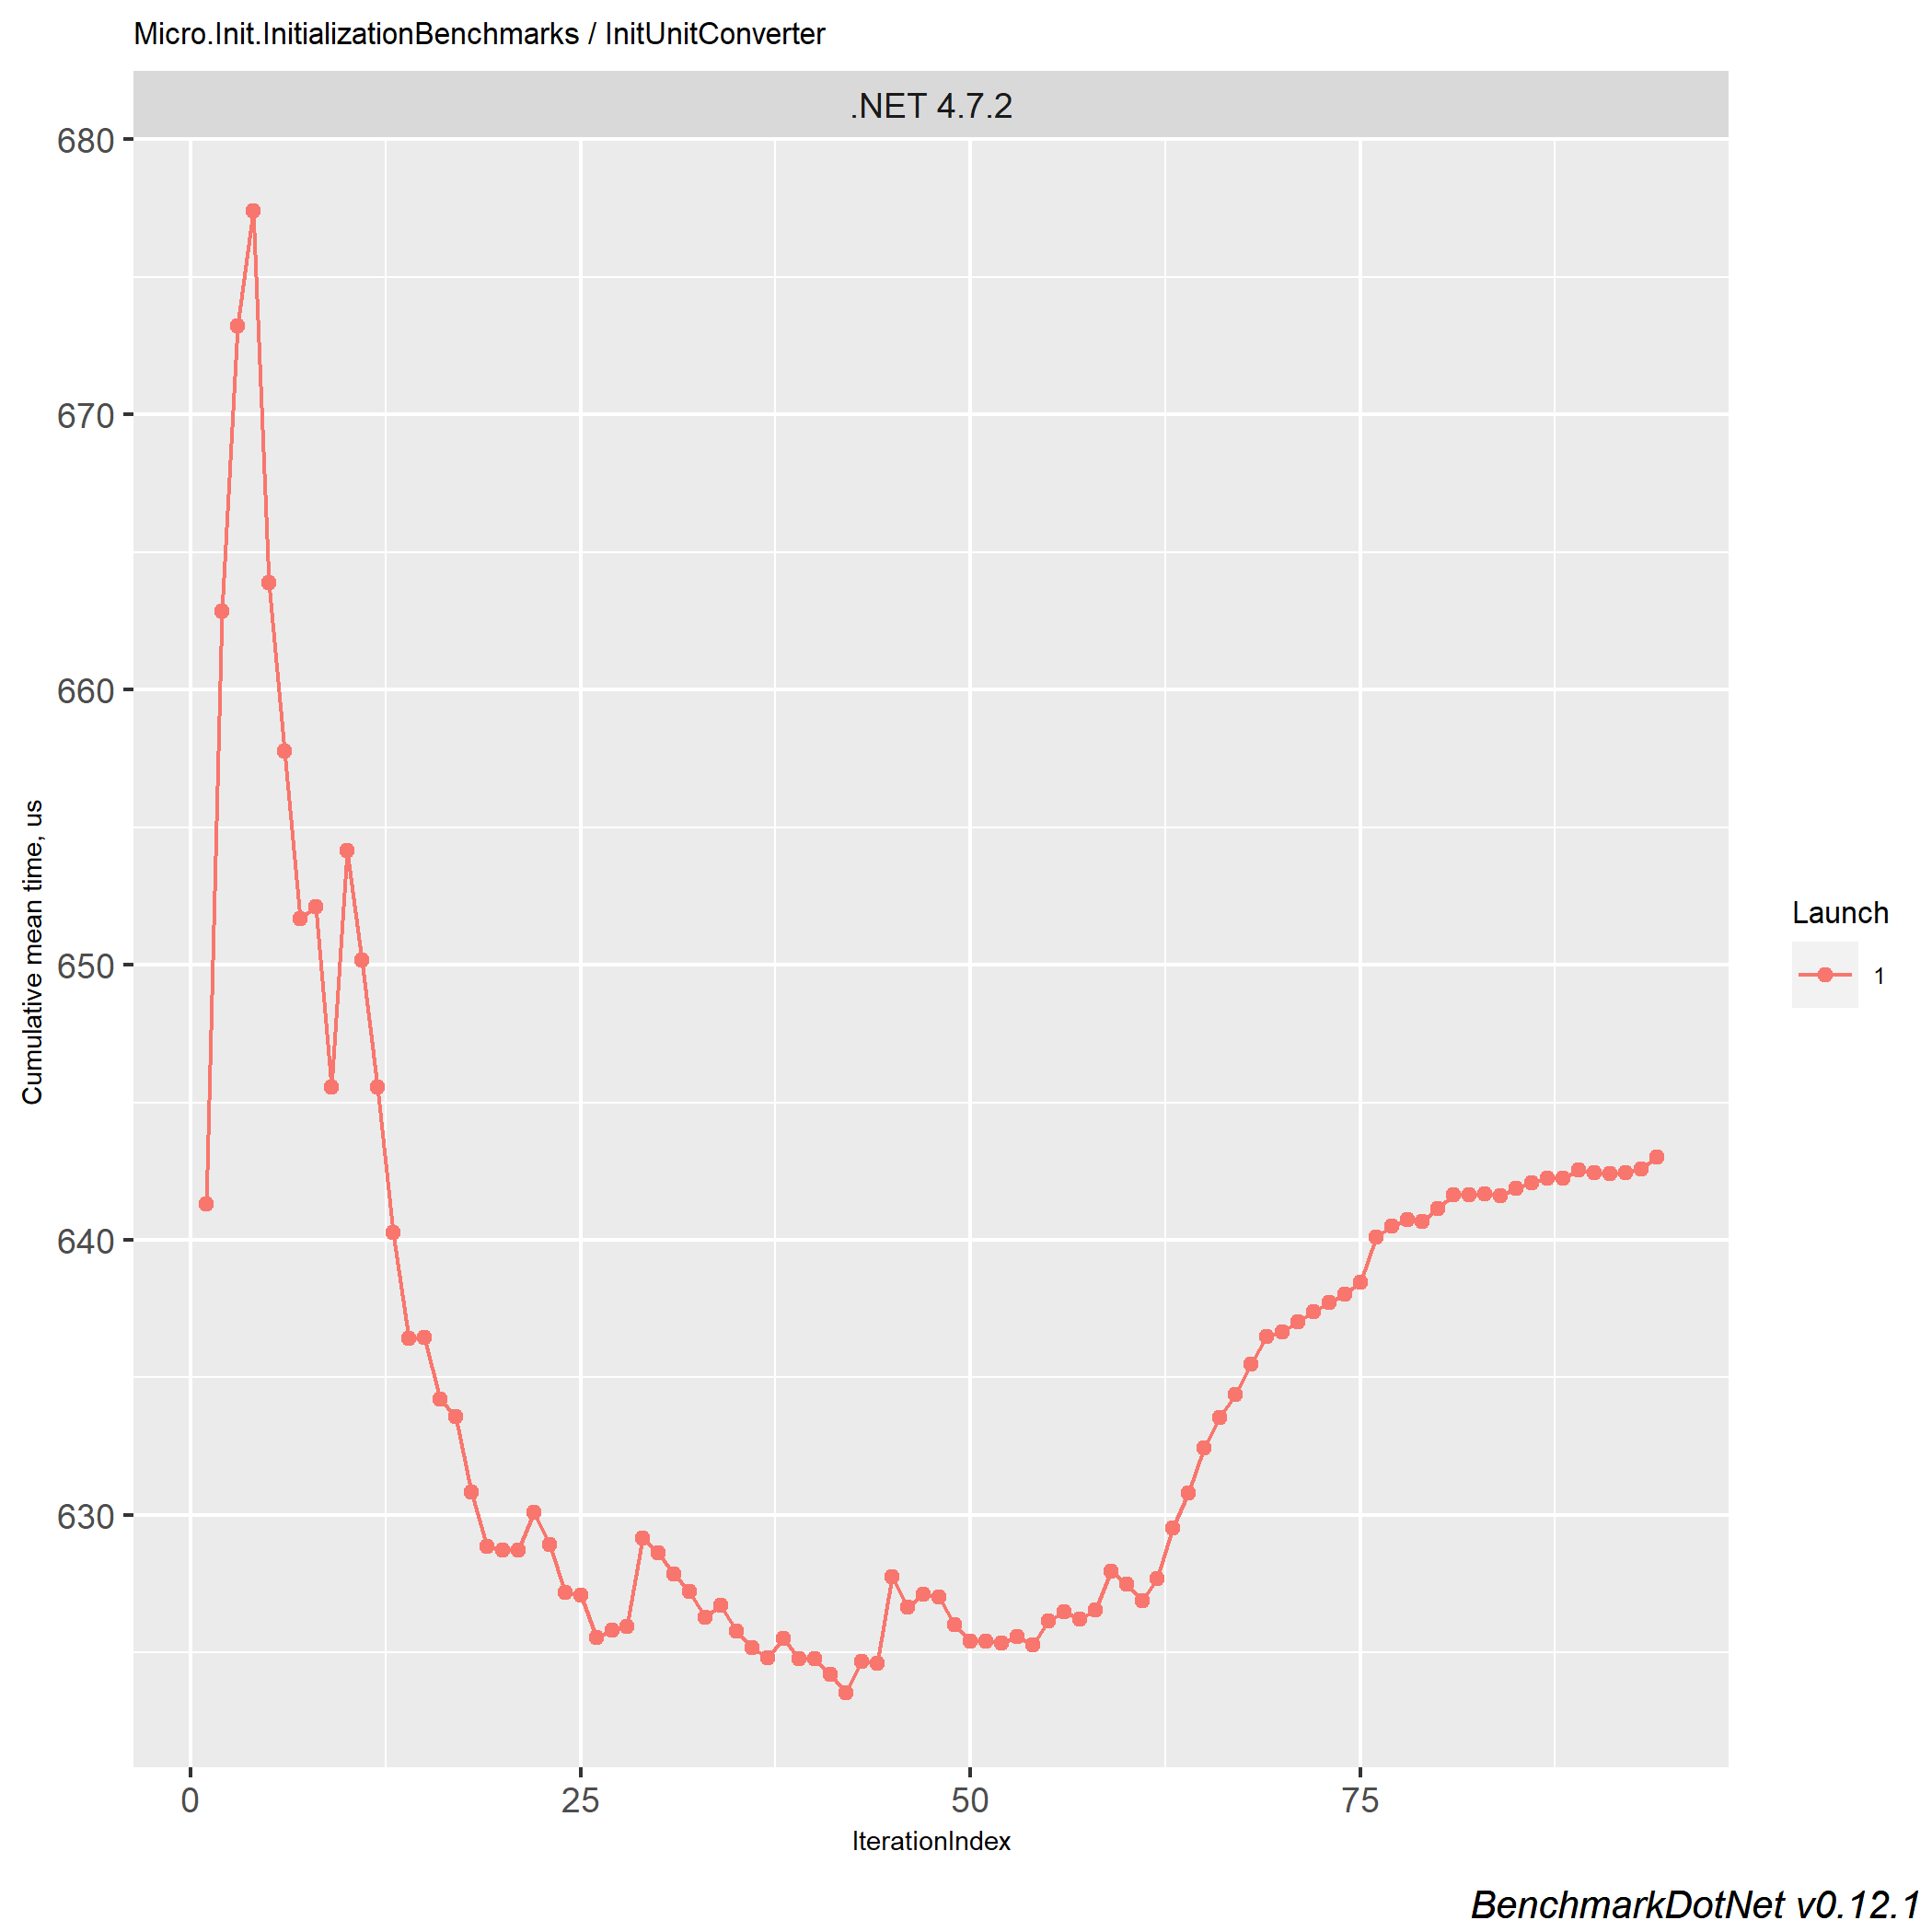 Micro.Init.InitializationBenchmarks / InitUnitConverter
.NET 4.7.2
680
670
660
650
640
630
Cumulative mean time, us
0
25
50
75
IterationIndex
Launch
1
BenchmarkDotNet v0.12.1